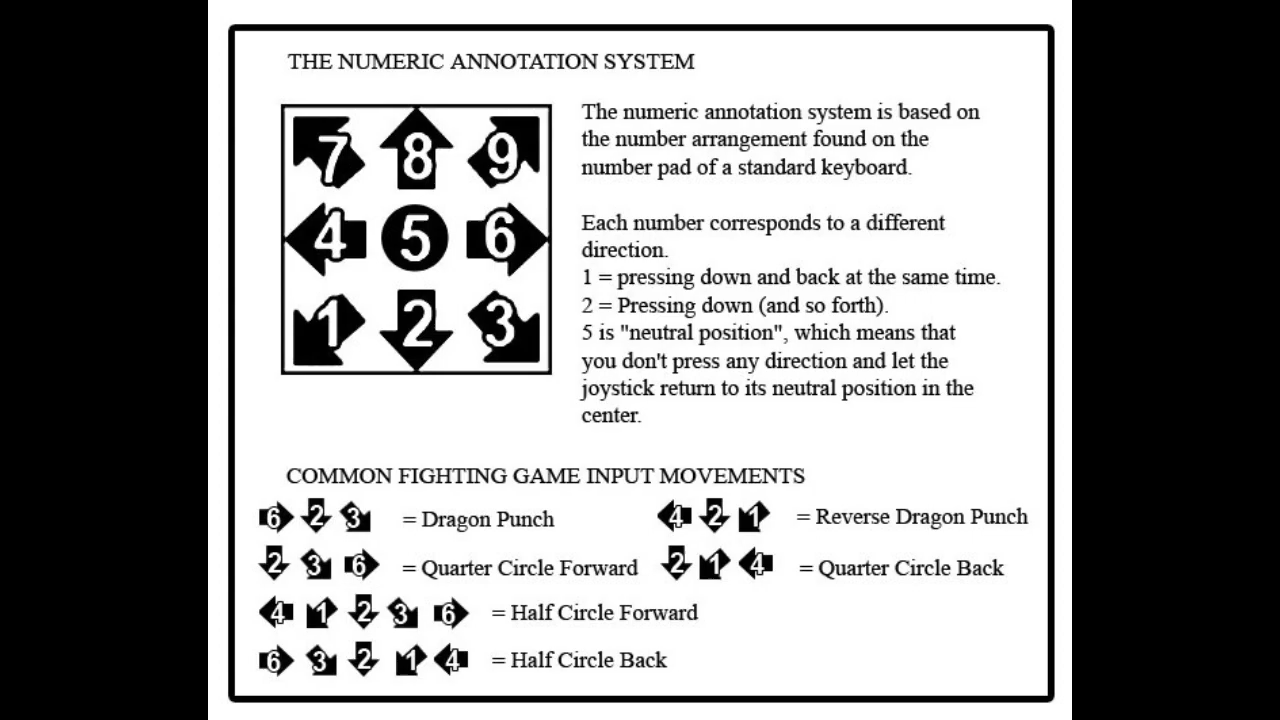 THE NUMERIC ANNOTATION SYSTEM
7 8 9
4 5 6
1 2 3
The numeric annotation system is based on
the number arrangement found on the
number pad of a standard keyboard.
Each number corresponds to a different
direction.
1 = pressing down and back at the same time.
2 = Pressing down (and so forth).
5 is "neutral position", which means that
you don't press any direction and let the
joystick return to its neutral position in the
center.
COMMON FIGHTING GAME INPUT MOVEMENTS
6 2 3 = Dragon Punch
4 2 1 = Reverse Dragon Punch
2 3 6 = Quarter Circle Forward
2 1 4 = Quarter Circle Back
4 1 2 3 6 = Half Circle Forward
6 3 2 1 4 = Half Circle Back